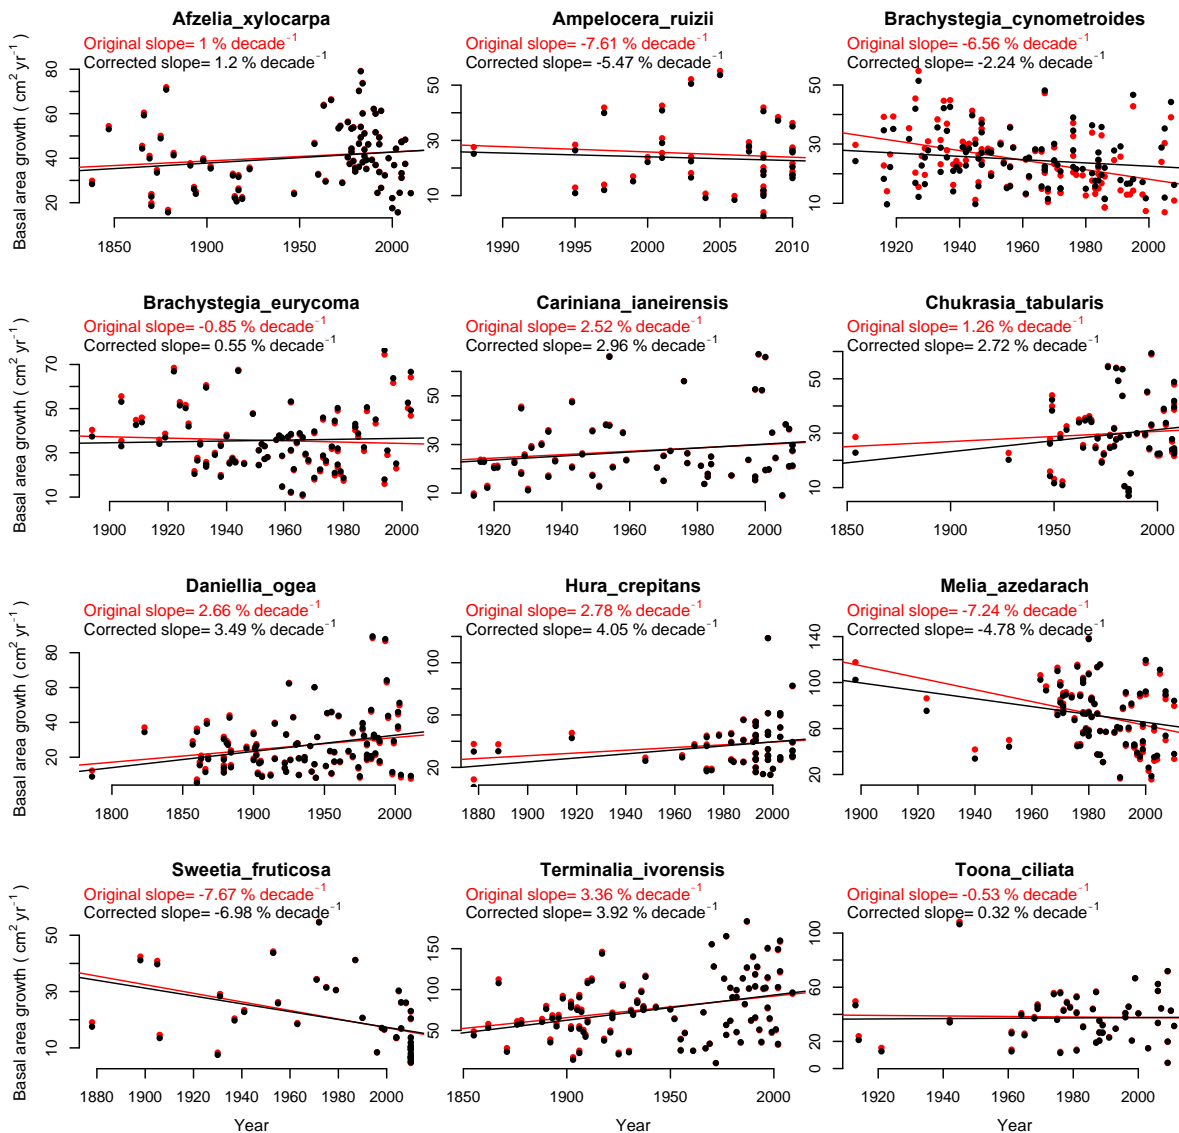 Afzelia_xylocarpa
Original slope= 1 % decade⁻¹
Corrected slope= 1.2 % decade⁻¹
Basal area growth ( cm² yr⁻¹ )
80
60
40
20
1850 1900 1950 2000
Ampelocera_ruizii
Original slope= -7.61 % decade⁻¹
Corrected slope= -5.47 % decade⁻¹
50
30
10
1990 1995 2000 2005 2010
Brachystegia_cynometroides
Original slope= -6.56 % decade⁻¹
Corrected slope= -2.24 % decade⁻¹
50
30
10
1920 1940 1960 1980 2000
Brachystegia_eurycoma
Original slope= -0.85 % decade⁻¹
Corrected slope= 0.55 % decade⁻¹
Basal area growth ( cm² yr⁻¹ )
70
50
30
10
1900 1920 1940 1960 1980 2000
Cariniana_ianeirensis
Original slope= 2.52 % decade⁻¹
Corrected slope= 2.96 % decade⁻¹
50
30
10
1920 1940 1960 1980 2000
Chukrasia_tabularis
Original slope= 1.26 % decade⁻¹
Corrected slope= 2.72 % decade⁻¹
50
30
10
1850 1900 1950 2000
Daniellia_ogea
Original slope= 2.66 % decade⁻¹
Corrected slope= 3.49 % decade⁻¹
Basal area growth ( cm² yr⁻¹ )
80
60
40
20
1800 1850 1900 1950 2000
Hura_crepitans
Original slope= 2.78 % decade⁻¹
Corrected slope= 4.05 % decade⁻¹
100
60
40
20
1880 1900 1920 1940 1960 1980 2000
Melia_azedarach
Original slope= -7.24 % decade⁻¹
Corrected slope= -4.78 % decade⁻¹
140
100
60
20
1900 1920 1940 1960 1980 2000
Sweetia_fruticosa
Original slope= -7.67 % decade⁻¹
Corrected slope= -6.98 % decade⁻¹
Basal area growth ( cm² yr⁻¹ )
50
30
10
1880 1900 1920 1940 1960 1980 2000
Year
Terminalia_ivorensis
Original slope= 3.36 % decade⁻¹
Corrected slope= 3.92 % decade⁻¹
150
100
50
1850 1900 1950 2000
Year
Toona_ciliata
Original slope= -0.53 % decade⁻¹
Corrected slope= 0.32 % decade⁻¹
100
60
40
20
0
1920 1940 1960 1980 2000
Year